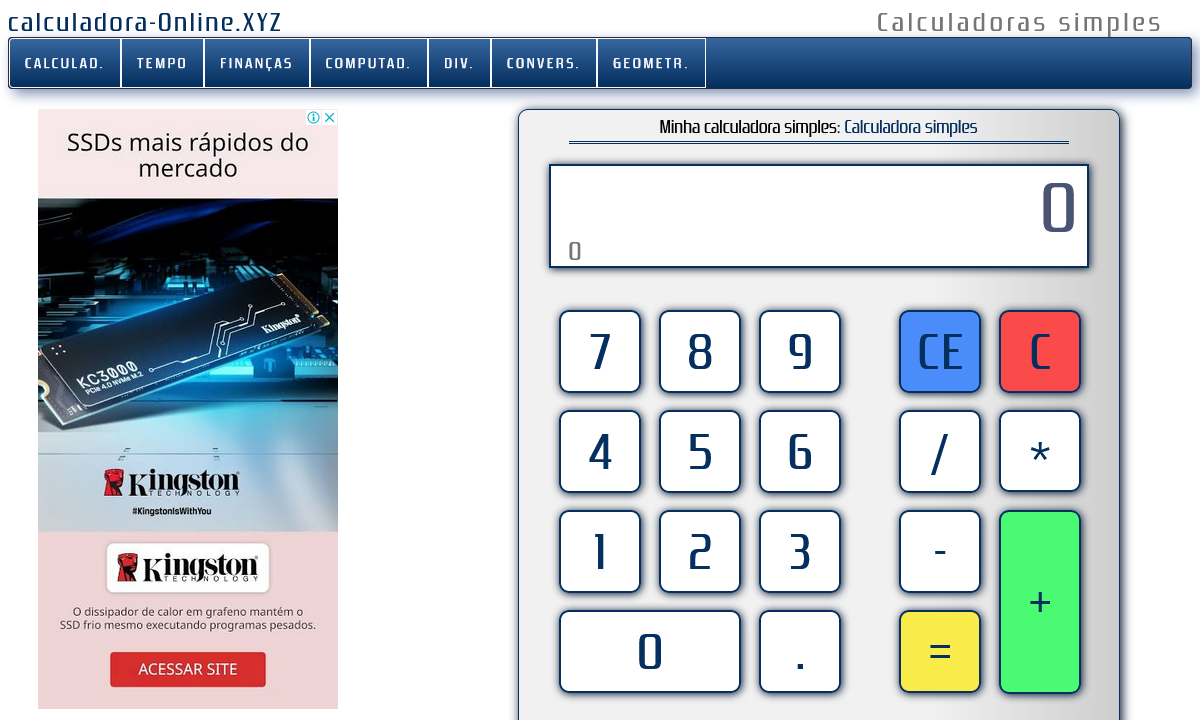 calculadora-Online.XYZ
Calculadoras simples
CALCULAD. TEMPO FINANÇAS COMPUTAD. DIV. CONVERS. GEOMETR.
SSDs mais rápidos do
mercado
Kingston
KC3000
PCIe 4.0 NVMe M.2
Kingston
TECHNOLOGY
#KingstonIsWithYou
Kingston
TECHNOLOGY
O dissipador de calor em grafeno mantém o
SSD frio mesmo executando programas pesados.
ACESSAR SITE
Minha calculadora simples: Calculadora simples
0
0
7 8 9 CE C
4 5 6 / *
1 2 3 - +
0 . =